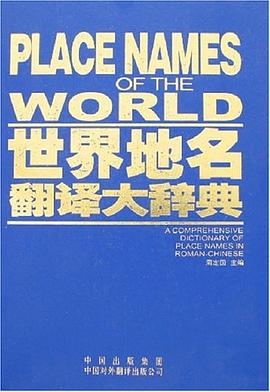 PLACE NAMES
OF THE
WORLD
世界地名
翻译大辞典
A COMPREHENSIVE
DICTIONARY OF
PLACE NAMES IN
ROMAN-CHINESE
周定国 主编
中国出版集团
中国对外翻译出版公司